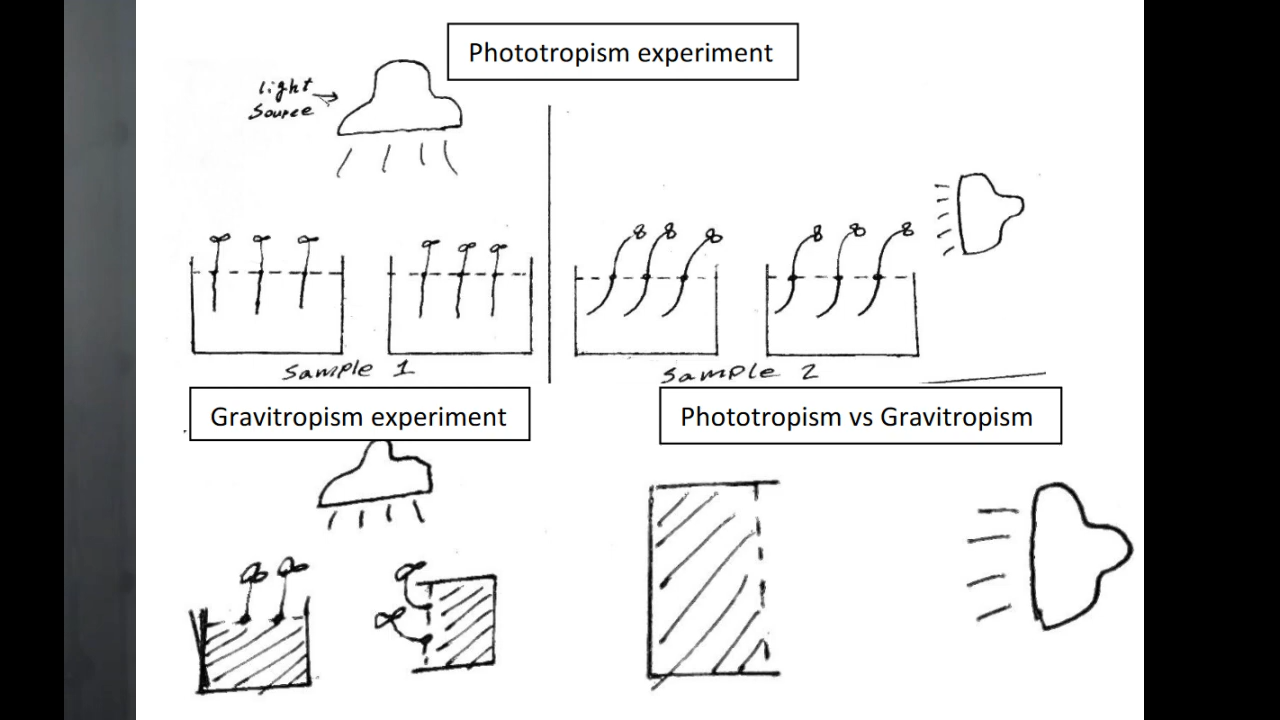 Phototropism experiment
light
Source
Sample 1
Sample 2
Gravitropism experiment
Phototropism vs Gravitropism